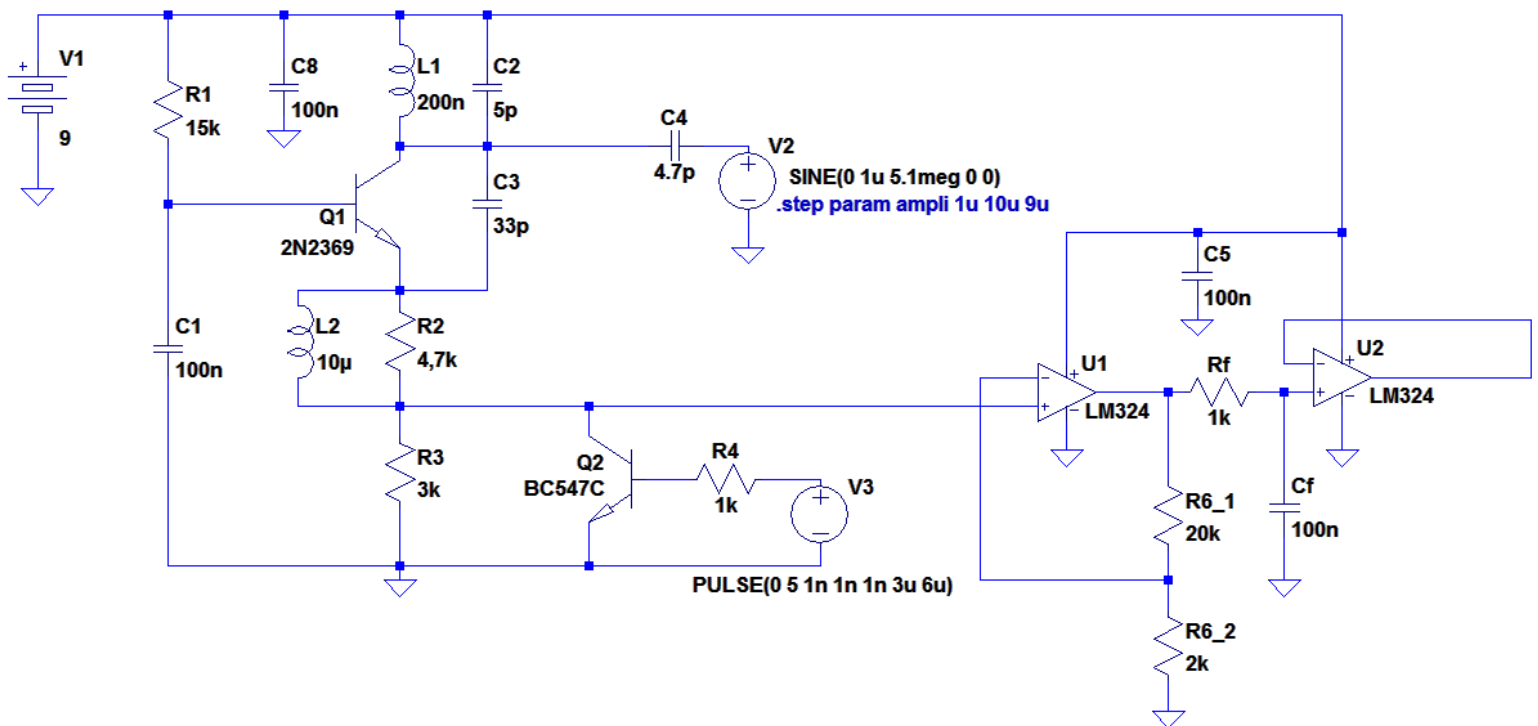 V1
9
R1
15k
C8
100n
L1
200n
C2
5p
C4
4.7p
V2
SINE(0 1u 5.1meg 0 0)
.step param ampli 1u 10u 9u
Q1
2N2369
C3
33p
C1
100n
L2
10µ
R2
4,7k
R3
3k
Q2
BC547C
R4
1k
V3
PULSE(0 5 1n 1n 1n 3u 6u)
C5
100n
U1
LM324
Rf
1k
U2
LM324
R6_1
20k
Cf
100n
R6_2
2k
+
+
−
+
−
−
+
+
−
−
+
+
−